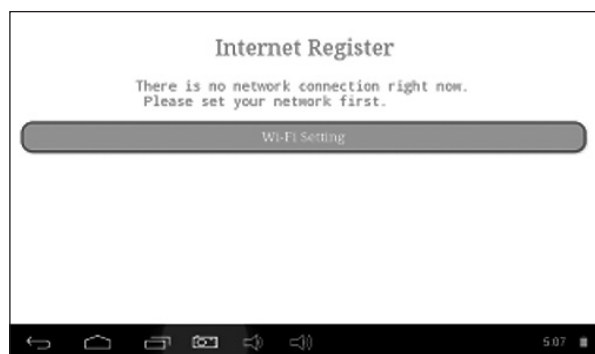 Internet Register
There is no network connection right now.
Please set your network first.
Wi-Fi Setting
5:07